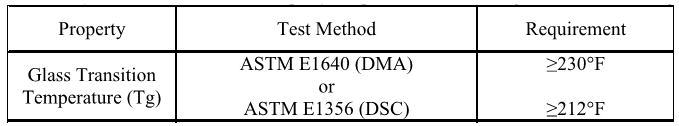 Property Test Method Requirement
Glass Transition Temperature (Tg)
ASTM E1640 (DMA) ≥230°F
or
ASTM E1356 (DSC) ≥212°F